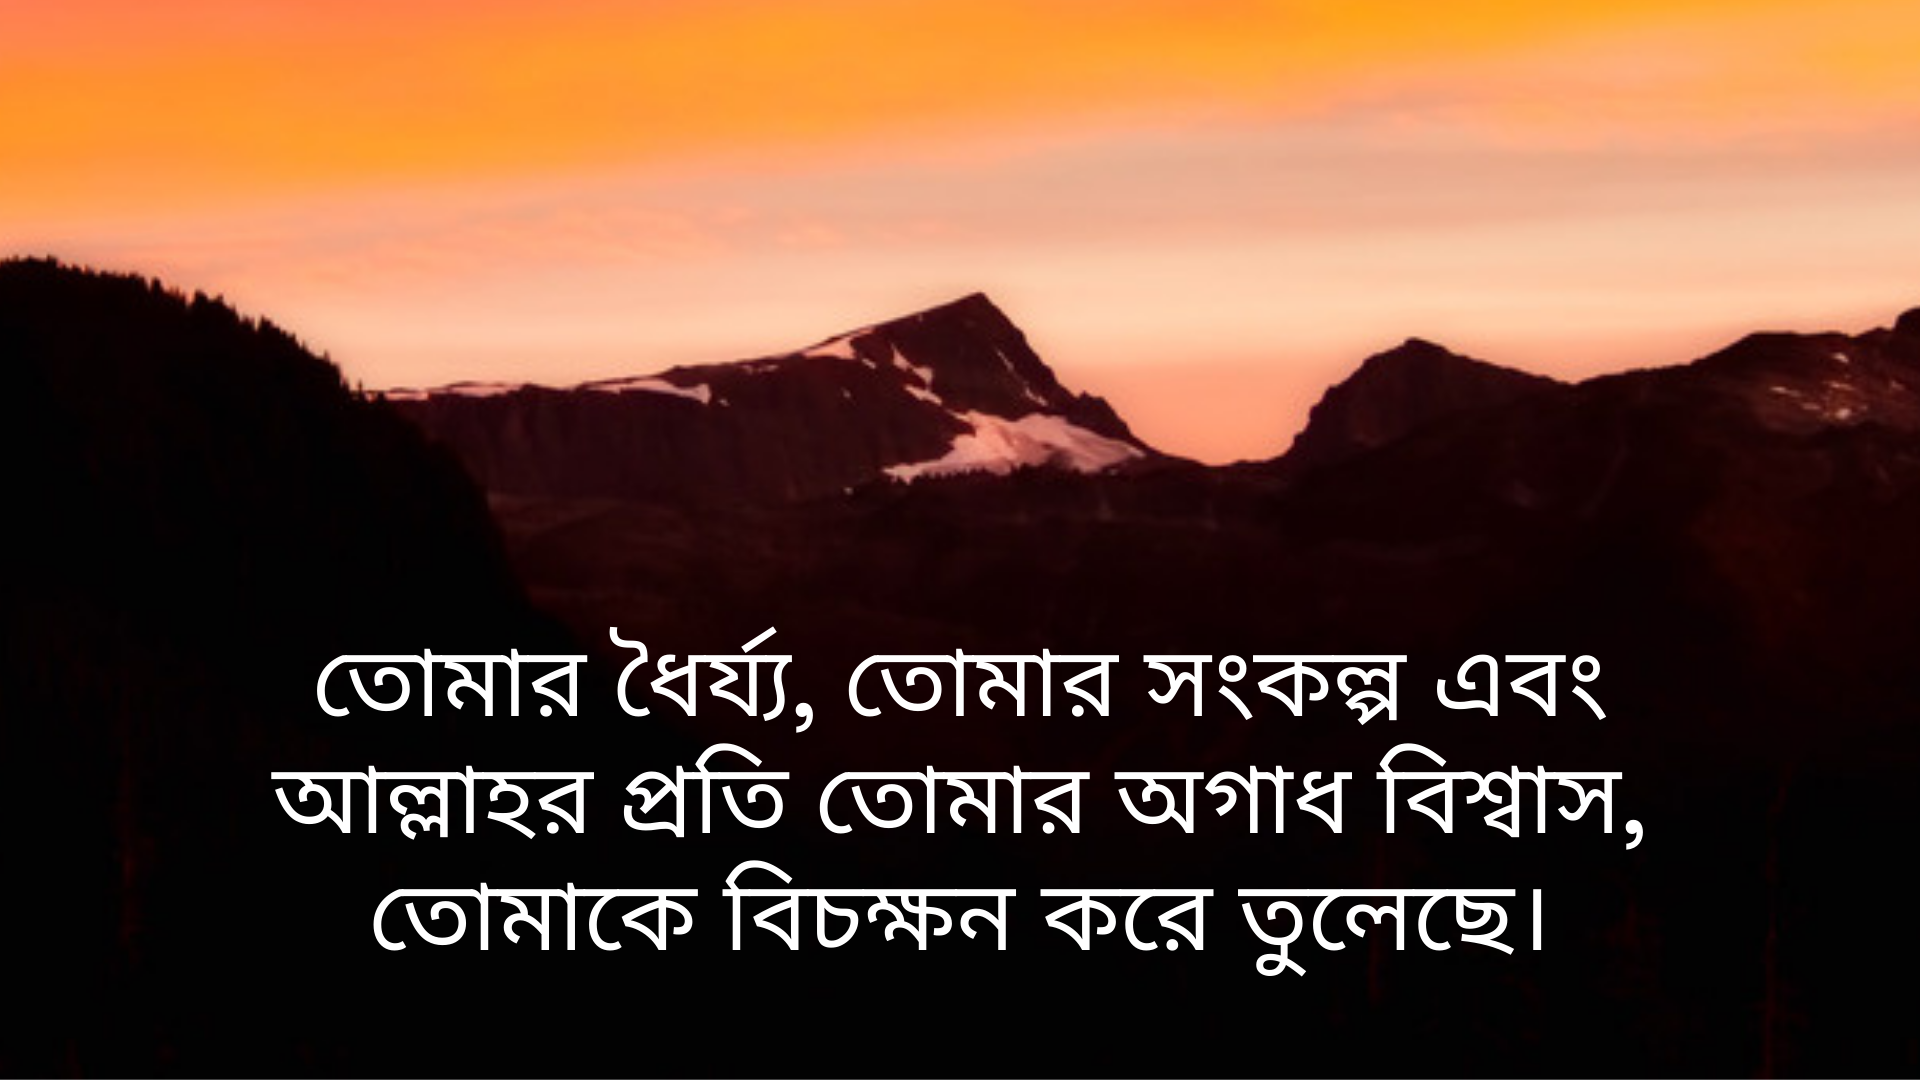 তোমার ধৈর্য্য, তোমার সংকল্প এবং
আল্লাহর প্রতি তোমার অগাধ বিশ্বাস,
তোমাকে বিচক্ষন করে তুলেছে।